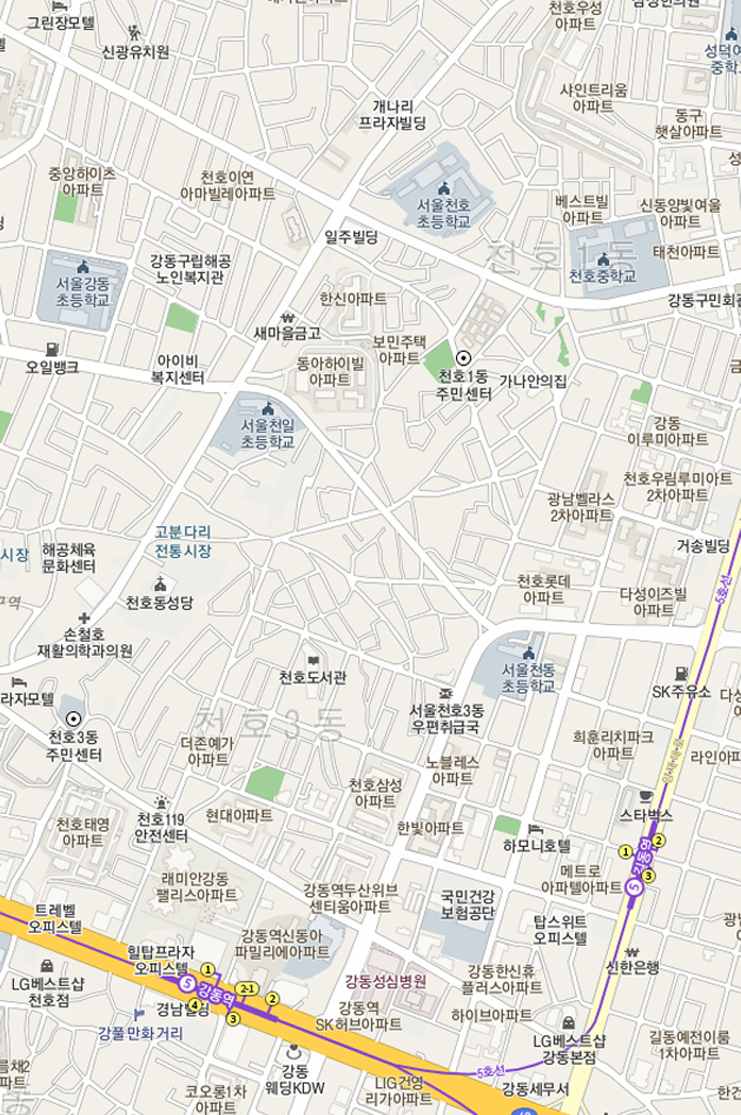 그린장모텔
신광유치원
천호우성
아파트
성덕여
중학교
샤인트리움
아파트
개나리
프라자빌딩
동구
햇살아파트
중앙하이츠
아파트
천호이연
아마빌레아파트
서울천호
초등학교
베스트빌
아파트
신동양빛여울
아파트
일주빌딩
천호1동
태천아파트
천호중학교
강동구립해공
노인복지관
서울강동
초등학교
한신아파트
강동구민회관
새마을금고
보민주택
아파트
오일뱅크
아이비
복지센터
동아하이빌
아파트
천호1동
주민센터
가나안의집
서울천일
초등학교
강동
이루미아파트
천호우림루미아트
2차아파트
광남벨라스
2차아파트
고분다리
전통시장
시장
해공체육
문화센터
거송빌딩
천호롯데
아파트
5호선
다성이즈빌
아파트
천호동성당
구역
손철호
재활의학과의원
천호도서관
서울천동
초등학교
SK주유소
라자모텔
서울천호3동
우편취급국
천호3동
천호3동
주민센터
더존예가
아파트
희훈리치파크
아파트
양재대로
라인아파
노블레스
아파트
천호삼성
아파트
스타벅스
천호119
안전센터
현대아파트
천호태영
아파트
한빛아파트
하모니호텔
1
2
3
5 강동역
래미안강동
팰리스아파트
강동역두산위브
센티움아파트
메트로
아파텔아파트
국민건강
보험공단
트레벨
오피스텔
탑스위트
오피스텔
강동역신동아
파밀리에아파트
힐탑프라자
오피스텔
신한은행
LG베스트샵
천호점
1
2-1
2
5 강동역
4
3
강동성심병원
강동한신휴
플러스아파트
경남빌딩
강동역
SK허브아파트
하이브아파트
강풀만화거리
LG베스트샵
강동본점
길동예전이룸
1차아파트
강동
웨딩KDW
5호선
름채2
파트
코오롱1차
아파트
LIG건영
리가아파트
강동세무서